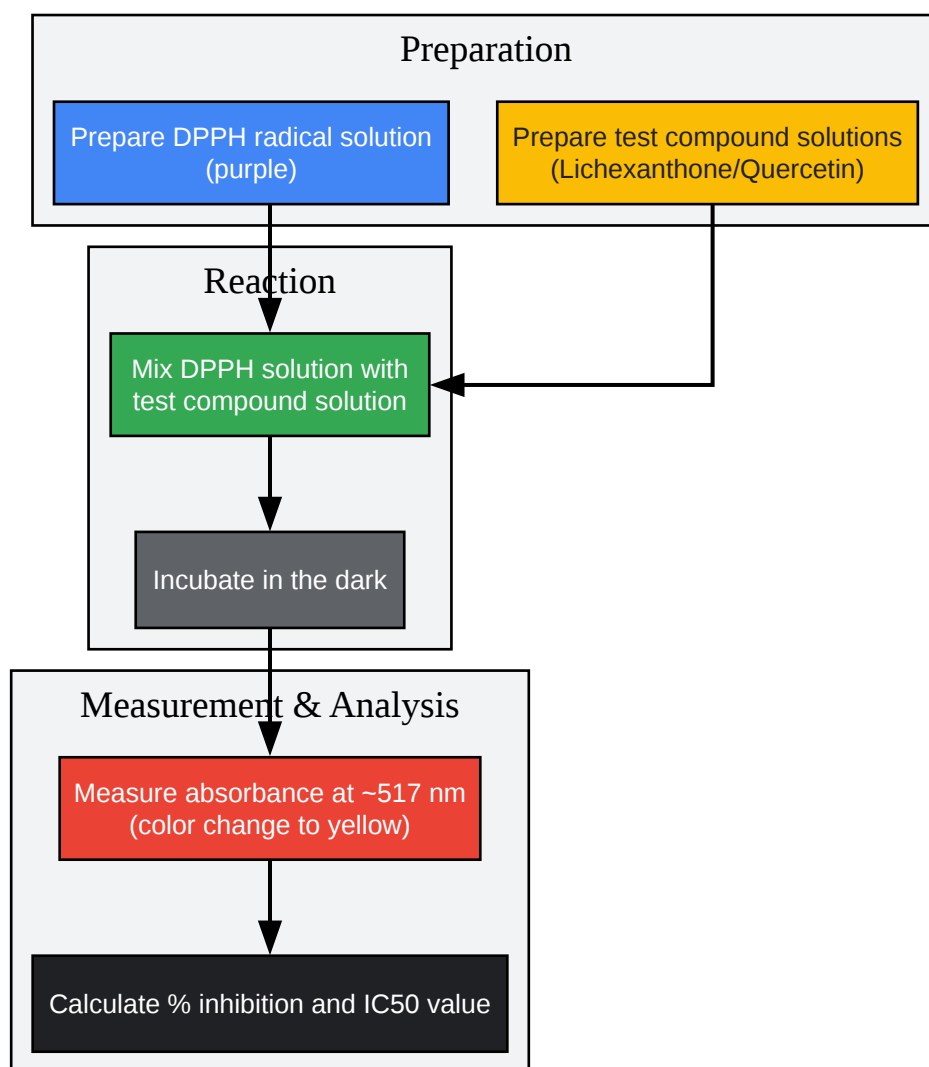 Preparation
Prepare DPPH radical solution
(purple)
Prepare test compound solutions
(Lichexanthone/Quercetin)
Reaction
Mix DPPH solution with
test compound solution
Incubate in the dark
Measurement & Analysis
Measure absorbance at ~517 nm
(color change to yellow)
Calculate % inhibition and IC50 value